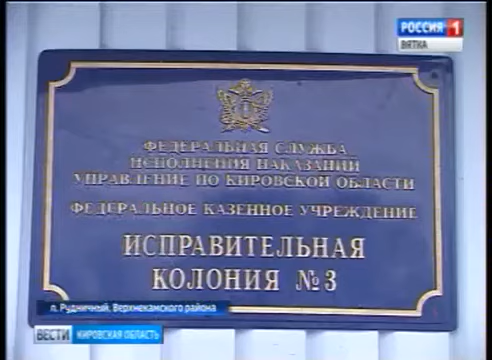 РОССИЯ 1
ВЯТКА
ФЕДЕРАЛЬНАЯ СЛУЖБА
ИСПОЛНЕНИЯ НАКАЗАНИЙ
УПРАВЛЕНИЕ ПО КИРОВСКОЙ ОБЛАСТИ
ФЕДЕРАЛЬНОЕ КАЗЕННОЕ УЧРЕЖДЕНИЕ
ИСПРАВИТЕЛЬНАЯ
КОЛОНИЯ №3
п. Рудничный, Верхнекамского района
ВЕСТИ КИРОВСКАЯ ОБЛАСТЬ